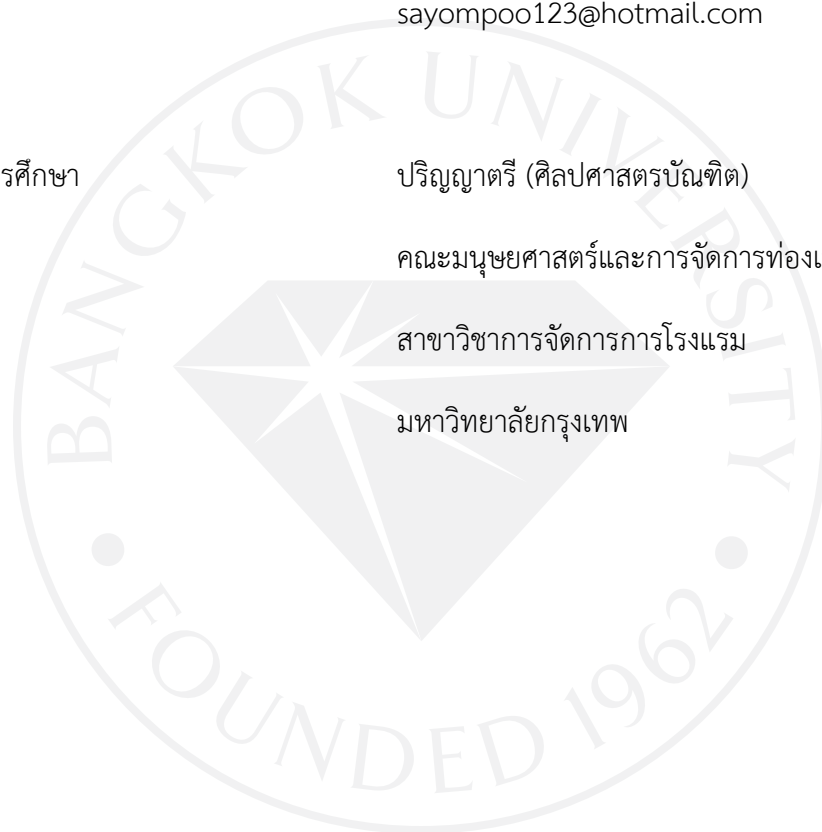 sayompoo123@hotmail.com
รศึกษา ปริญญาตรี (ศิลปศาสตรบัณฑิต)
คณะมนุษยศาสตร์และการจัดการท่องเ
สาขาวิชาการจัดการการโรงแรม
มหาวิทยาลัยกรุงเทพ
BANGKOK UNIVERSITY
FOUNDED 1962